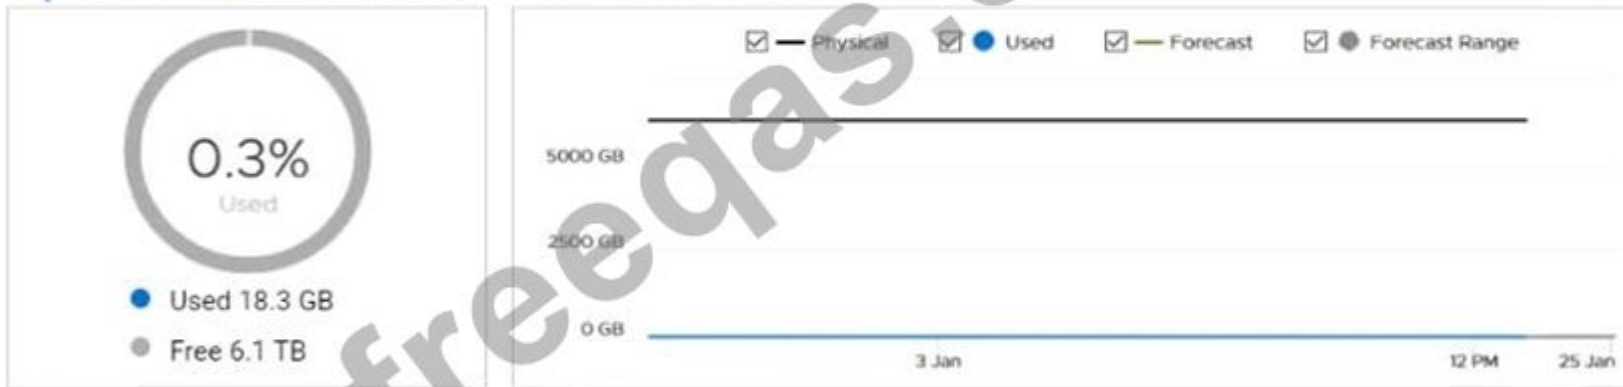 0.3%
Used
Used 18.3 GB
Free 6.1 TB
Physical
Used
Forecast
Forecast Range
5000 GB
2500 GB
0 GB
3 Jan
12 PM
25 Jan
freeqas.